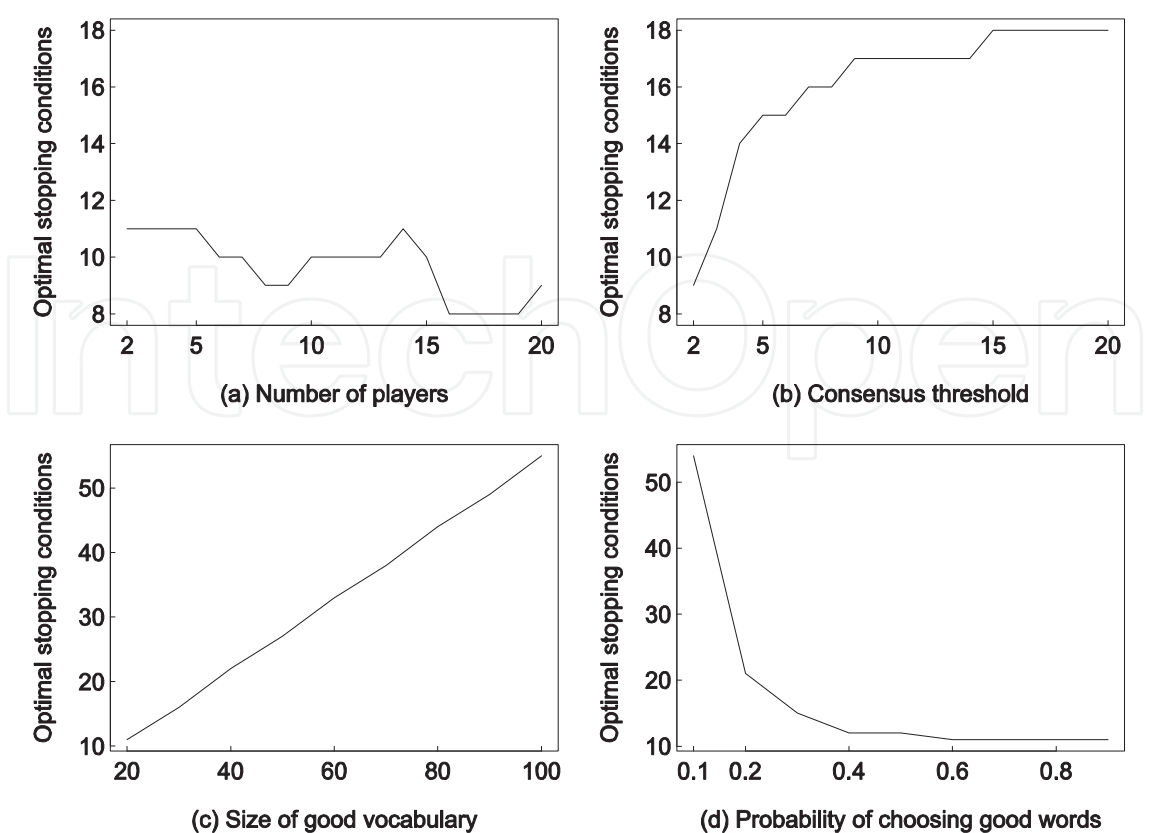 Optimal stopping conditions
18
16
14
12
10
8
2 5 10 15 20
(a) Number of players
Optimal stopping conditions
18
16
14
12
10
8
2 5 10 15 20
(b) Consensus threshold
IntechOpen
Optimal stopping conditions
50
40
30
20
10
20 40 60 80 100
(c) Size of good vocabulary
Optimal stopping conditions
50
40
30
20
10
0.1 0.2 0.4 0.6 0.8
(d) Probability of choosing good words